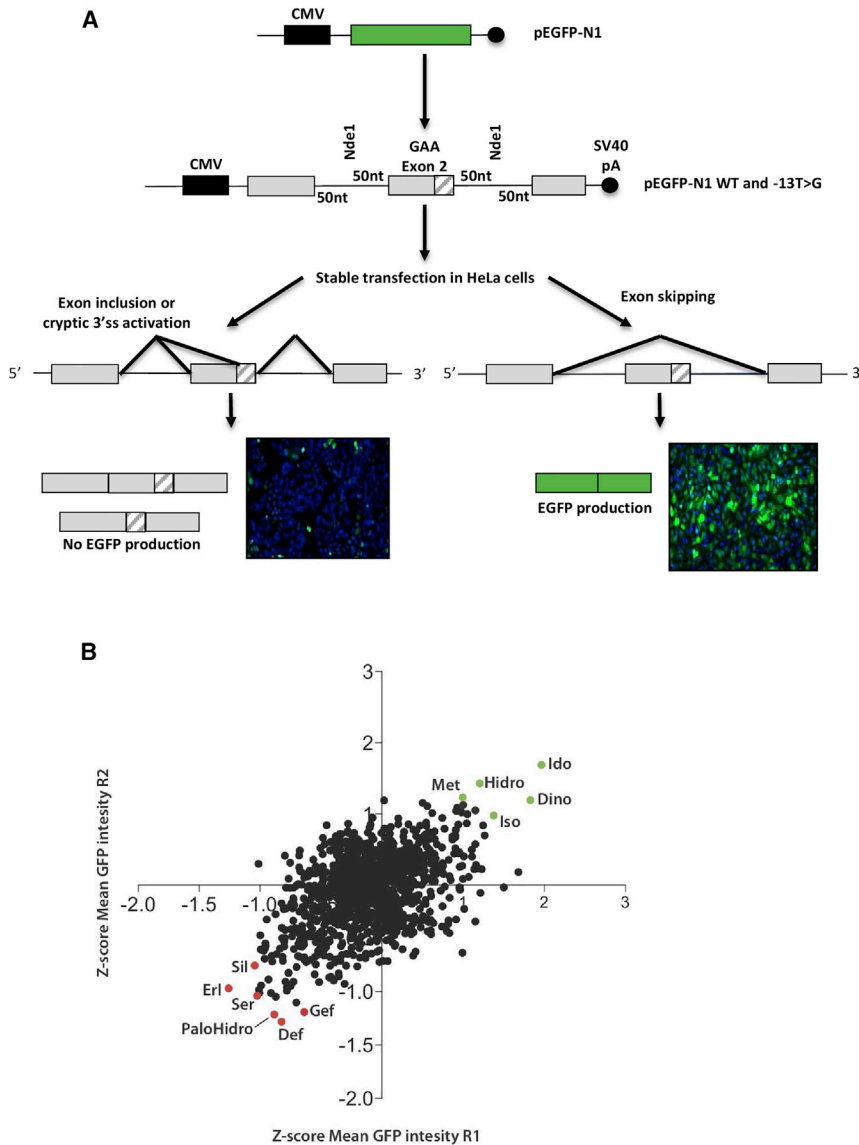 A
CMV
pEGFP-N1
Nde1
GAA
Exon 2
Nde1
SV40
pA
CMV
50nt
50nt
50nt
50nt
pEGFP-N1 WT and -13T>G
Stable transfection in HeLa cells
Exon inclusion or
cryptic 3'ss activation
Exon skipping
5'
3'
5'
3
No EGFP production
EGFP production
B
3
2
1
-2.0
-1.5
-1.0
1
2
3
-1.0
-1.5
-2.0
Ido
Hidro
Met
Dino
Iso
Sil
Erl
Ser
Gef
PaloHidro
Def
Z-score Mean GFP intesity R2
Z-score Mean GFP intesity R1